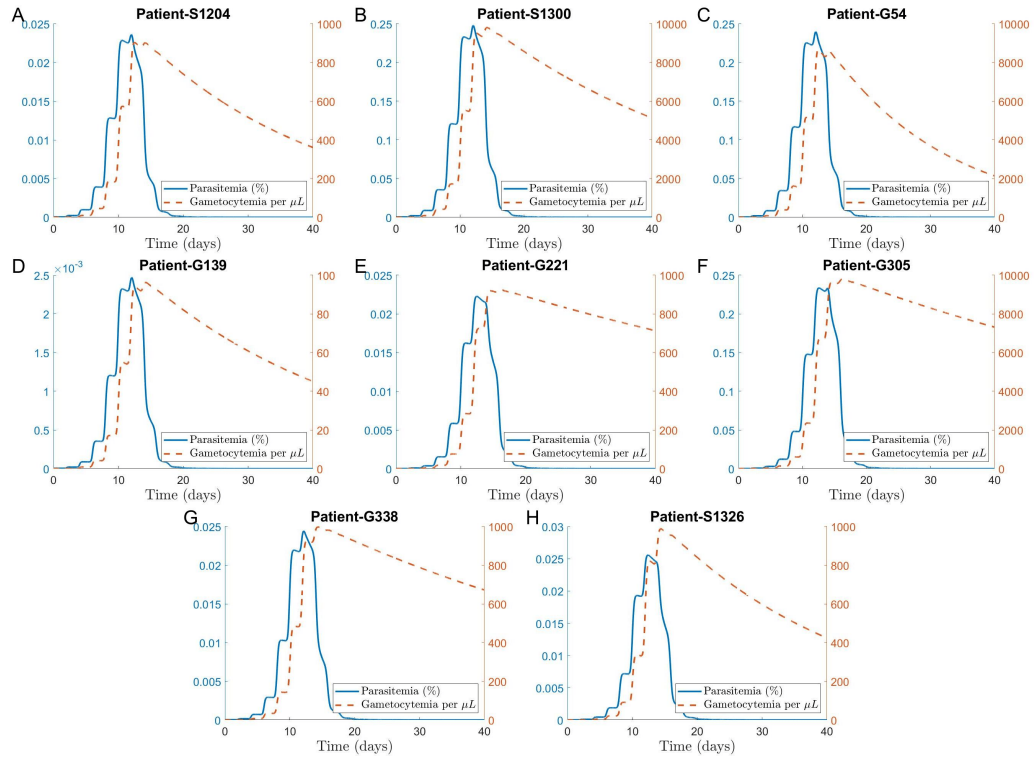 A
Patient-S1204
0.025
0.02
0.015
0.01
0.005
0
1000
800
600
400
200
0
0 10 20 30 40
Time (days)
Parasitemia (%)
Gametocytemia per μL
B
Patient-S1300
0.25
0.2
0.15
0.1
0.05
0
10000
8000
6000
4000
2000
0
0 10 20 30 40
Time (days)
Parasitemia (%)
Gametocytemia per μL
C
Patient-G54
0.25
0.2
0.15
0.1
0.05
0
10000
8000
6000
4000
2000
0
0 10 20 30 40
Time (days)
Parasitemia (%)
Gametocytemia per μL
D
Patient-G139
×10⁻³
2.5
2
1.5
1
0.5
0
100
80
60
40
20
0
0 10 20 30 40
Time (days)
Parasitemia (%)
Gametocytemia per μL
E
Patient-G221
0.025
0.02
0.015
0.01
0.005
0
1000
800
600
400
200
0
0 10 20 30 40
Time (days)
Parasitemia (%)
Gametocytemia per μL
F
Patient-G305
0.25
0.2
0.15
0.1
0.05
0
10000
8000
6000
4000
2000
0
0 10 20 30 40
Time (days)
Parasitemia (%)
Gametocytemia per μL
G
Patient-G338
0.025
0.02
0.015
0.01
0.005
0
1000
800
600
400
200
0
0 10 20 30 40
Time (days)
Parasitemia (%)
Gametocytemia per μL
H
Patient-S1326
0.03
0.025
0.02
0.015
0.01
0.005
0
1000
800
600
400
200
0
0 10 20 30 40
Time (days)
Parasitemia (%)
Gametocytemia per μL